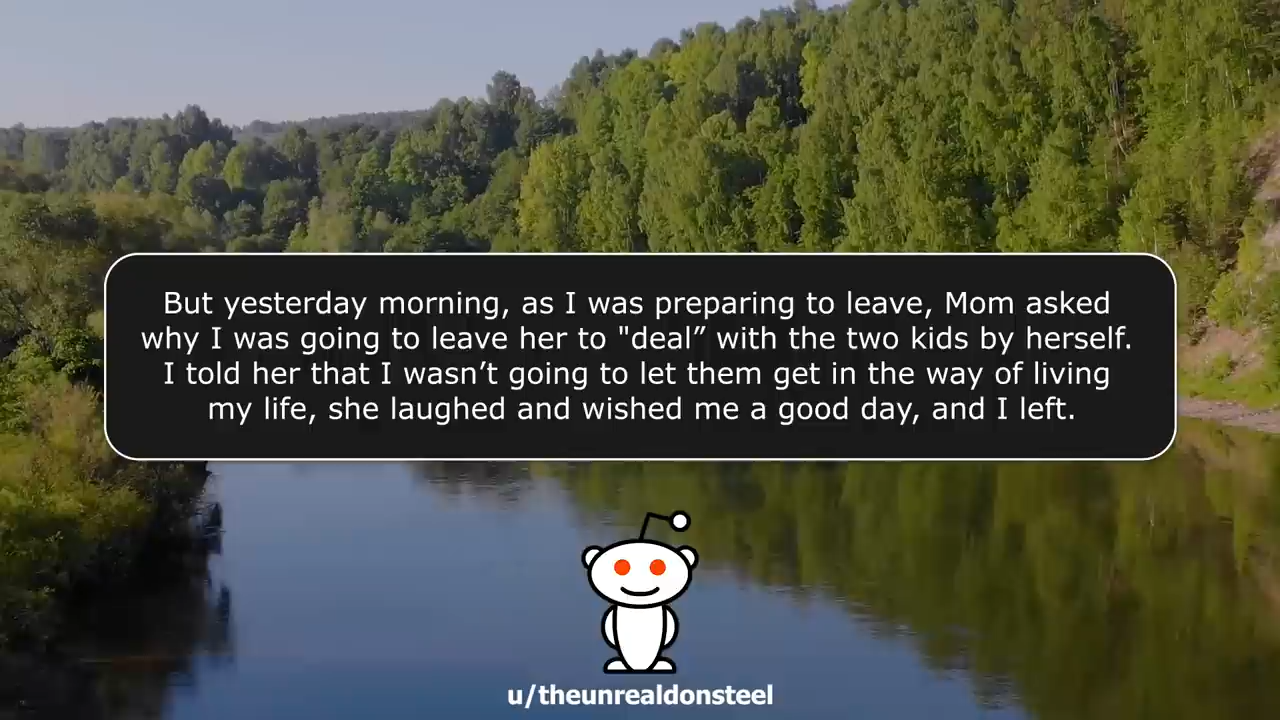 But yesterday morning, as I was preparing to leave, Mom asked
why I was going to leave her to "deal” with the two kids by herself.
I told her that I wasn’t going to let them get in the way of living
my life, she laughed and wished me a good day, and I left.
u/theunrealdonsteel